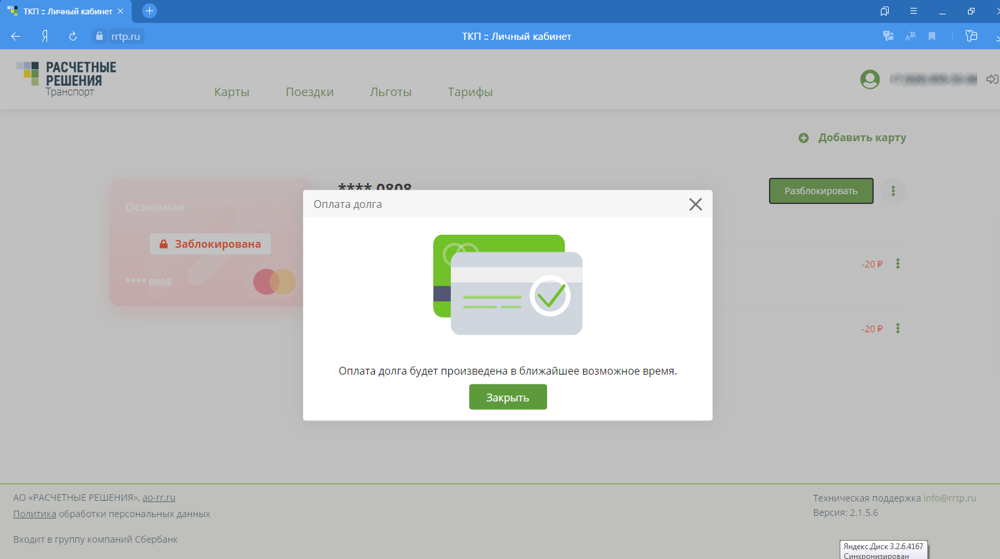 ТКП :: Личный кабинет
rrtp.ru
ТКП :: Личный кабинет
РАСЧЕТНЫЕ
РЕШЕНИЯ
Транспорт
Карты
Поездки
Льготы
Тарифы
Добавить карту
**** 0808
Разблокировать
Основная
Заблокирована
**** 0808
-20 ₽
-20 ₽
Оплата долга
Оплата долга будет произведена в ближайшее возможное время.
Закрыть
АО «РАСЧЕТНЫЕ РЕШЕНИЯ», ao-rr.ru
Политика обработки персональных данных
Входит в группу компаний Сбербанк
Техническая поддержка info@rrtp.ru
Версия: 2.1.5.6
Яндекс.Диск 3.2.6.4167
Синхронизирован